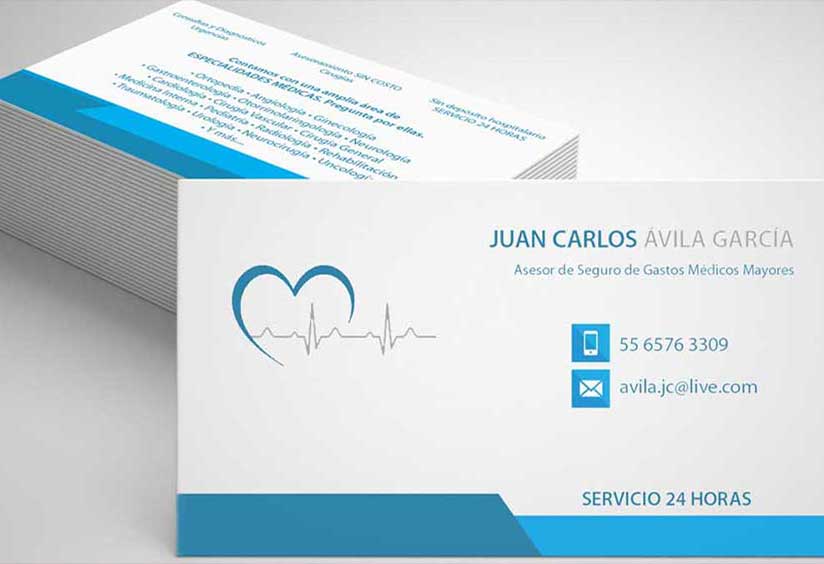 Consultas y Diagnosticos
Urgencias
Asesoramiento SIN COSTO
Cirugías
Sin depósito hospitalario
SERVICIO 24 HORAS
Contamos con una amplia área de
ESPECIALIDADES MÉDICAS. Pregunta por ellas.
• Ortopedia • Angiología • Ginecología
• Gastroenterología • Otorrinolaringología • Neurología
• Cardiología • Cirugía Vascular • Cirugía General
• Medicina Interna • Pediatría • Radiología • Rehabilitación
• Traumatología • Urología • Neurocirugía • Uncologí
• Y más...
JUAN CARLOS ÁVILA GARCÍA
Asesor de Seguro de Gastos Médicos Mayores
55 6576 3309
avila.jc@live.com
SERVICIO 24 HORAS